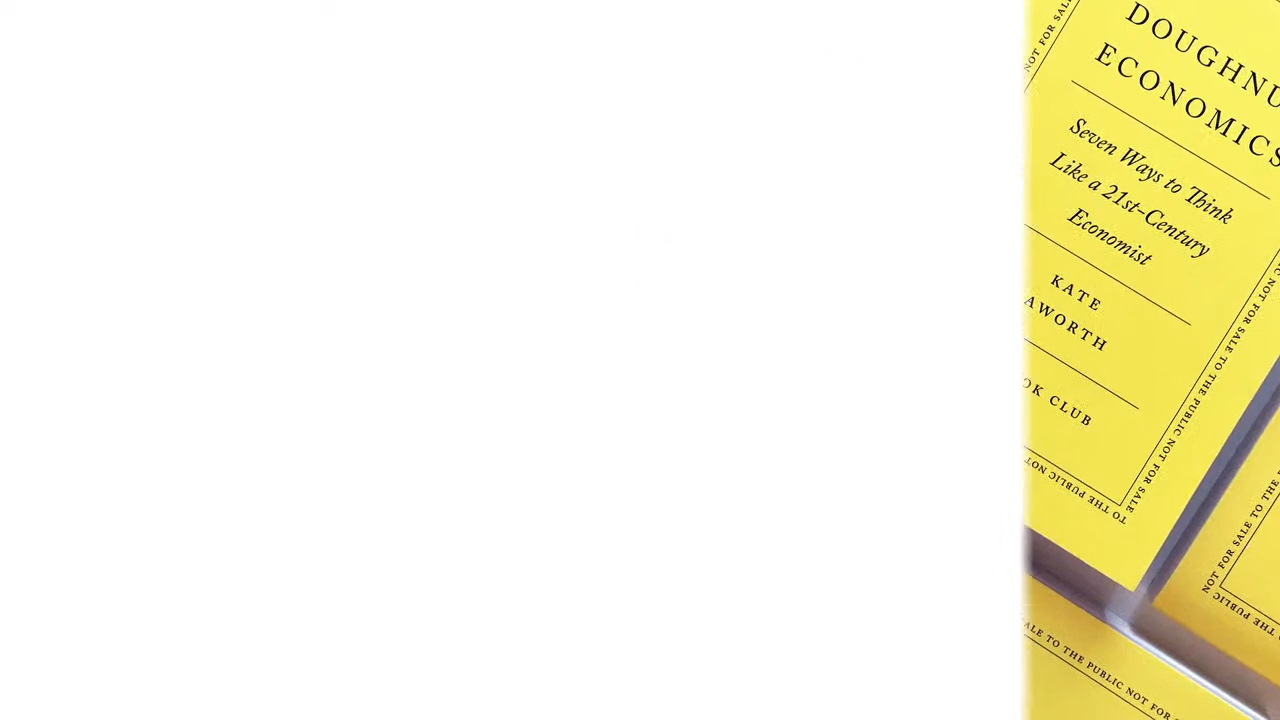 NOT FOR SAL
DOUGHNU
ECONOMICS
Seven Ways to Think
Like a 21st-Century
Economist
KATE
AWORTH
OK CLUB
NOT FOR SALE TO THE PUBLIC NOT FOR SALE
TO THE PUBLIC NOT
NOT FOR SALE TO THE P
THE PUBLIC
ALE TO THE PUBLIC NOT FOR S